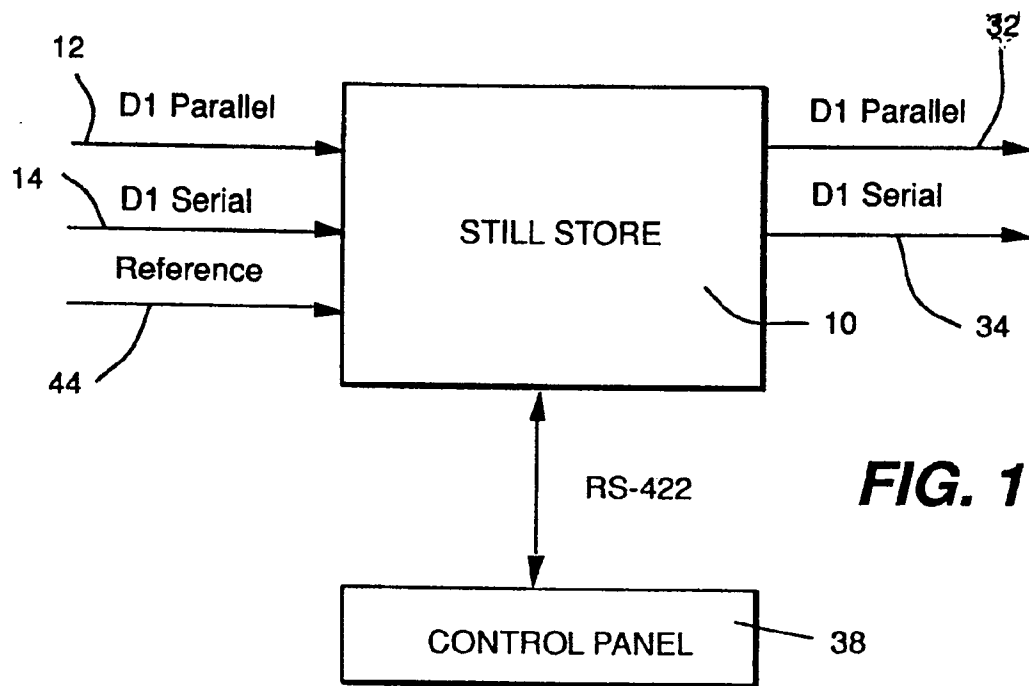 12
32
D1 Parallel
D1 Parallel
14
D1 Serial
D1 Serial
STILL STORE
Reference
10
34
44
RS-422
FIG. 1
CONTROL PANEL
38